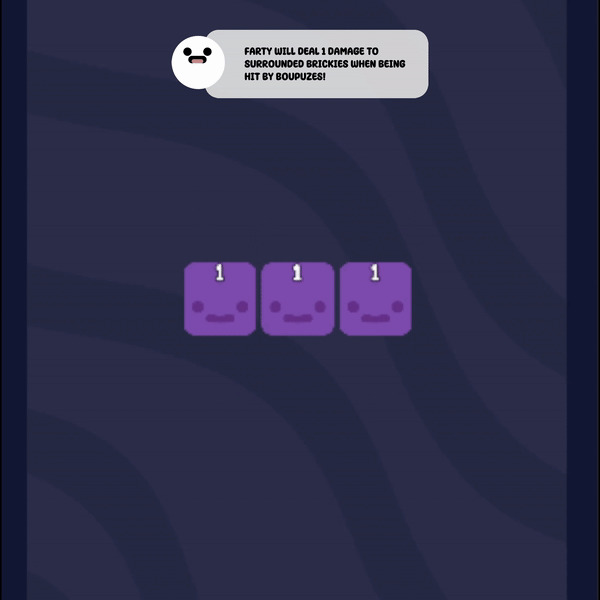 FARTY WILL DEAL 1 DAMAGE TO
SURROUNDED BRICKIES WHEN BEING
HIT BY BOUPUZES!
1 1 1